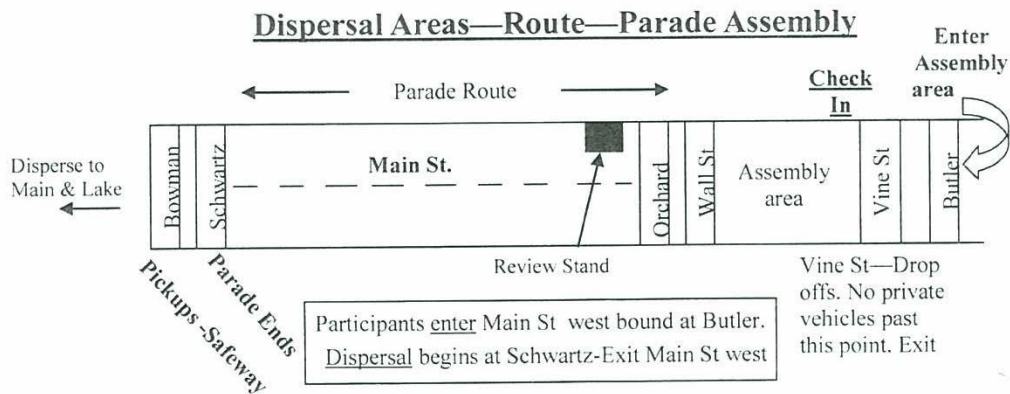 Dispersal Areas—Route—Parade Assembly
Enter
Assembly
area
Check
In
Parade Route
Disperse to
Main & Lake
Bowman
Schwartz
Main St.
Orchard
Wall St
Assembly
area
Vine St
Butler
Pickups -Safeway
Parade Ends
Review Stand
Vine St—Drop
offs. No private
vehicles past
this point. Exit
Participants enter Main St west bound at Butler.
Dispersal begins at Schwartz-Exit Main St west